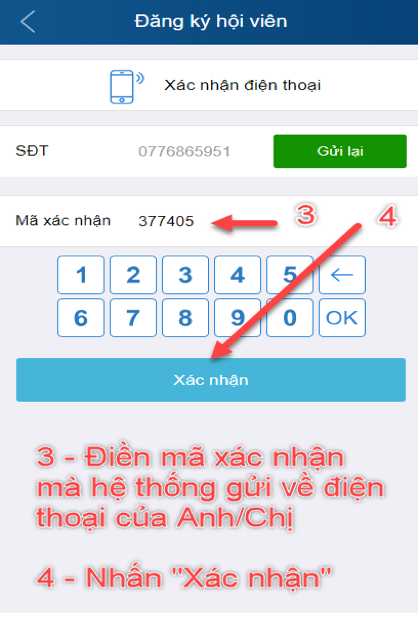 Đăng ký hội viên
Xác nhận điện thoại
SĐT 0776865951 Gửi lại
Mã xác nhận 377405 3 4
1 2 3 4 5 ←
6 7 8 9 0 OK
Xác nhận
3 - Điền mã xác nhận
mà hệ thống gửi về điện
thoại của Anh/Chị
4 - Nhấn "Xác nhận"